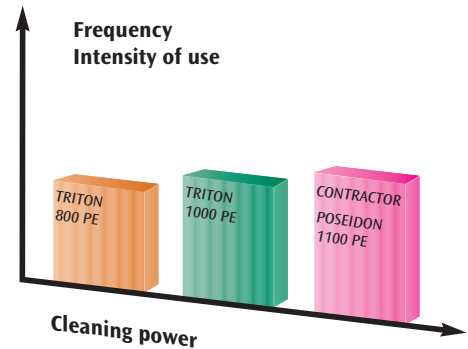 Frequency
Intensity of use
TRITON
800 PE
TRITON
1000 PE
CONTRACTOR
POSEIDON
1100 PE
Cleaning power